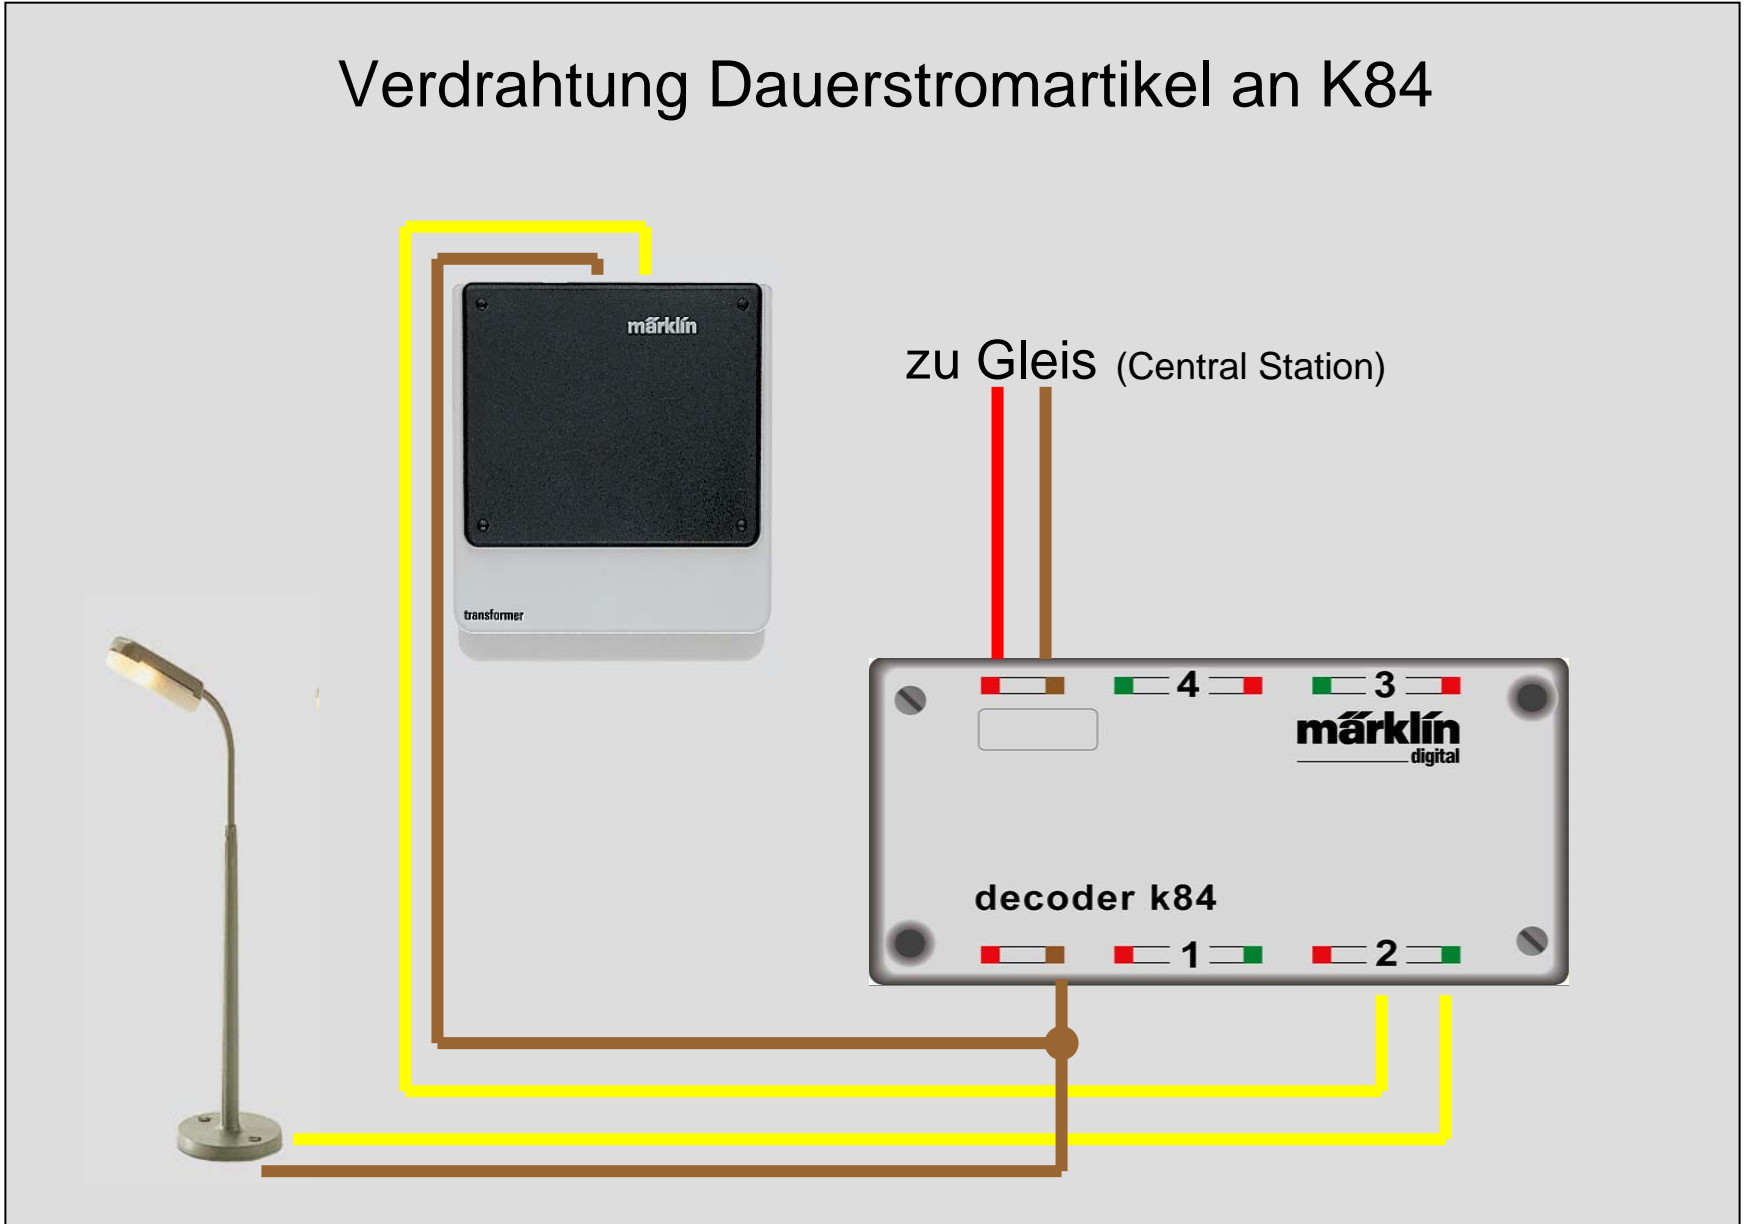 Verdrahtung Dauerstromartikel an K84
märklin
zu Gleis (Central Station)
transformer
4 3
märklin
digital
decoder k84
1 2